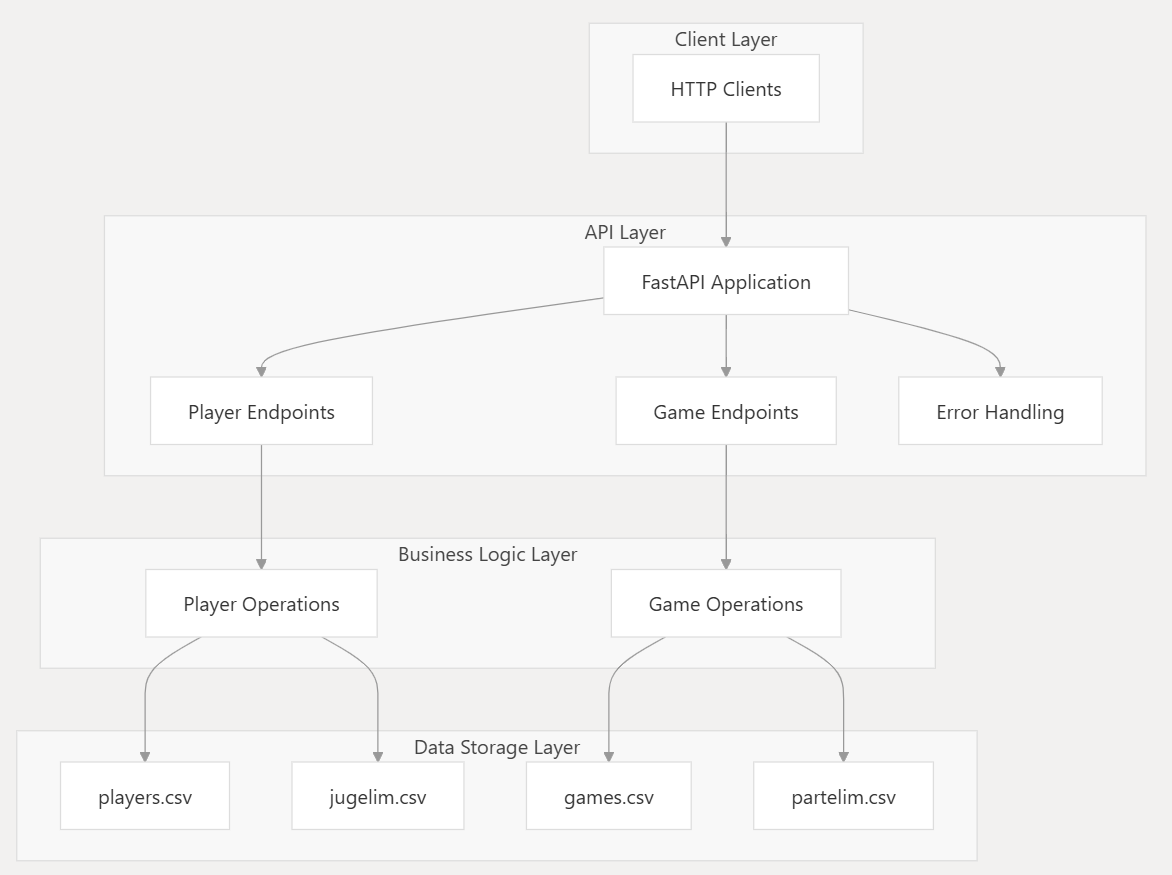 Client Layer
HTTP Clients
API Layer
FastAPI Application
Player Endpoints
Game Endpoints
Error Handling
Business Logic Layer
Player Operations
Game Operations
Data Storage Layer
players.csv
jugelim.csv
games.csv
partelim.csv